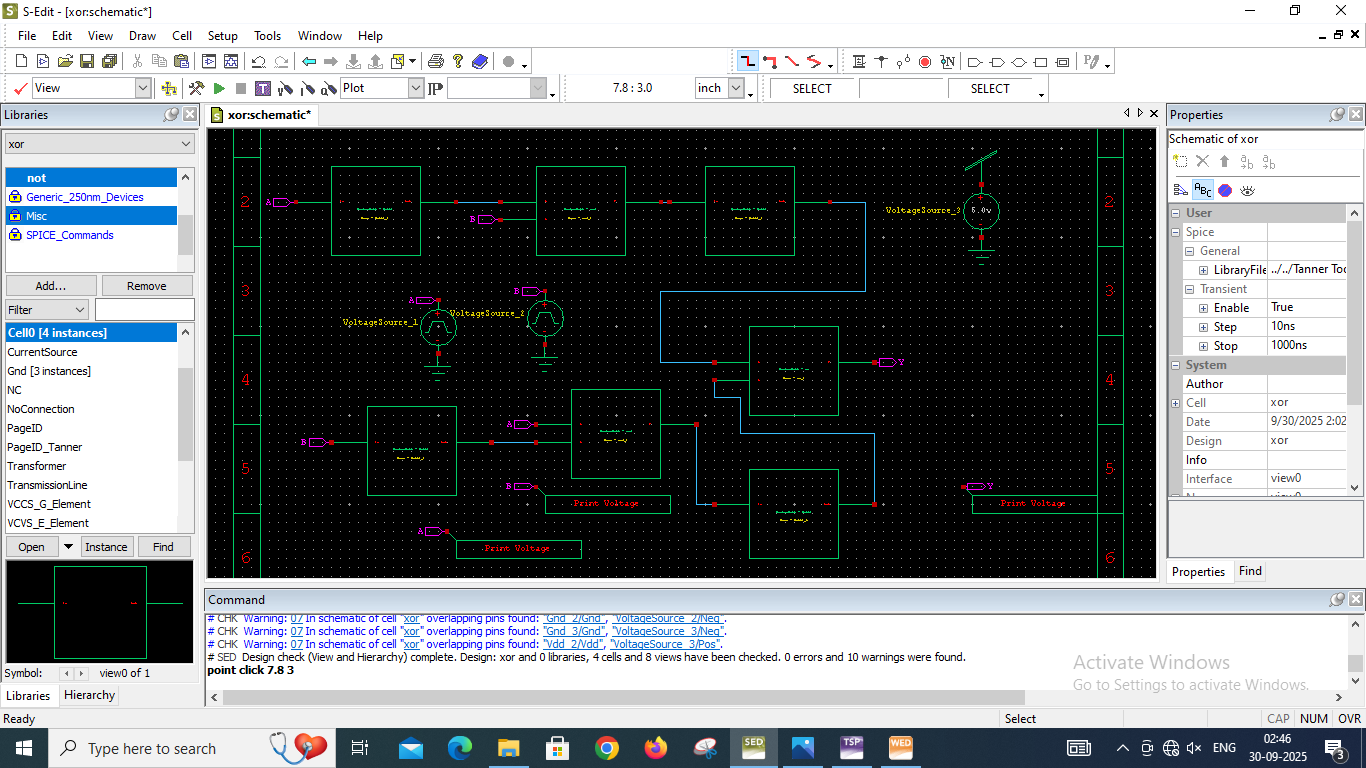 S-Edit - [xor:schematic*]
File Edit View Draw Cell Setup Tools Window Help
View Plot 7.8 : 3.0 inch SELECT SELECT
Libraries
xor
not
Generic_250nm_Devices
Misc
SPICE_Commands
Add... Remove
Filter
Cell0 [4 instances]
CurrentSource
Gnd [3 instances]
NC
NoConnection
PageID
PageID_Tanner
Transformer
TransmissionLine
VCCS_G_Element
VCVS_E_Element
Open Instance Find
Symbol: view0 of 1
Libraries Hierarchy
xor:schematic*
2 A B VoltageSource_3 5.0v 2
3 A B 3
VoltageSource_1 VoltageSource_2
4 Y 4
A
B
5 5
B Print Voltage Y Print Voltage
A Print Voltage
6 6
Properties
Schematic of xor
User
Spice
General
LibraryFile ../../Tanner Too
Transient
Enable True
Step 10ns
Stop 1000ns
System
Author
Cell xor
Date 9/30/2025 2:02
Design xor
Info
Interface view0
Properties Find
Command
# CHK Warning: 07 In schematic of cell "xor" overlapping pins found: "Gnd_2/Gnd", "VoltageSource_2/Neg".
# CHK Warning: 07 In schematic of cell "xor" overlapping pins found: "Gnd_3/Gnd", "VoltageSource_3/Neg".
# CHK Warning: 07 In schematic of cell "xor" overlapping pins found: "Vdd_2/Vdd", "VoltageSource_3/Pos".
# SED Design check (View and Hierarchy) complete. Design: xor and 0 libraries, 4 cells and 8 views have been checked. 0 errors and 10 warnings were found.
point click 7.8 3
Activate Windows
Go to Settings to activate Windows.
Ready Select CAP NUM OVR
Type here to search SED TSP WED ENG 02:46
30-09-2025 3